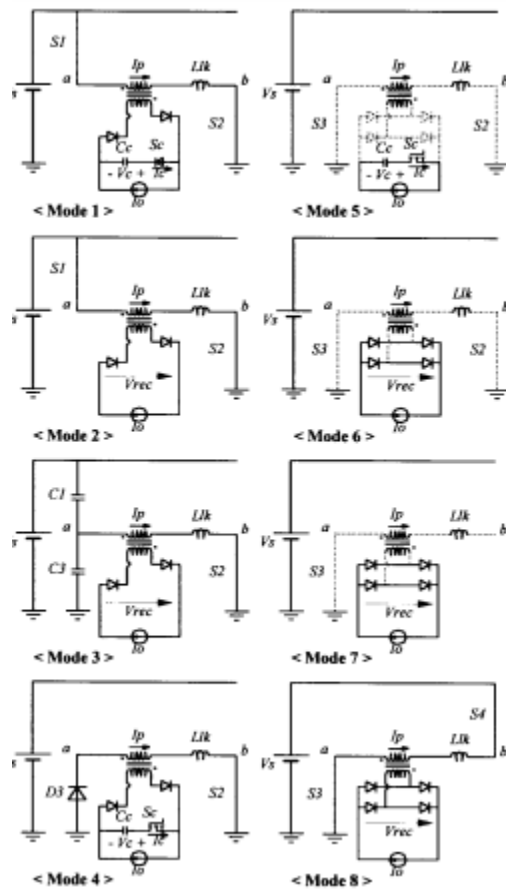 S1
Ip
Llk
a
b
s
S2
Cc
Sc
- Vc +
Ic
Io
< Mode 1 >
a
Ip
Llk
Vs
S3
S2
Cc
Sc
- Vc +
Ic
Io
< Mode 5 >
S1
Ip
Llk
a
b
s
S2
Vrec
Io
< Mode 2 >
Ip
Llk
a
Vs
S3
S2
Vrec
Io
< Mode 6 >
C1
Ip
Llk
a
b
s
C3
S2
Vrec
Io
< Mode 3 >
Ip
Llk
a
b
Vs
S3
Vrec
Io
< Mode 7 >
Ip
Llk
a
b
s
D3
S2
Cc
Sc
- Vc +
Ic
Io
< Mode 4 >
S4
Ip
Llk
a
b
Vs
S3
Vrec
Io
< Mode 8 >